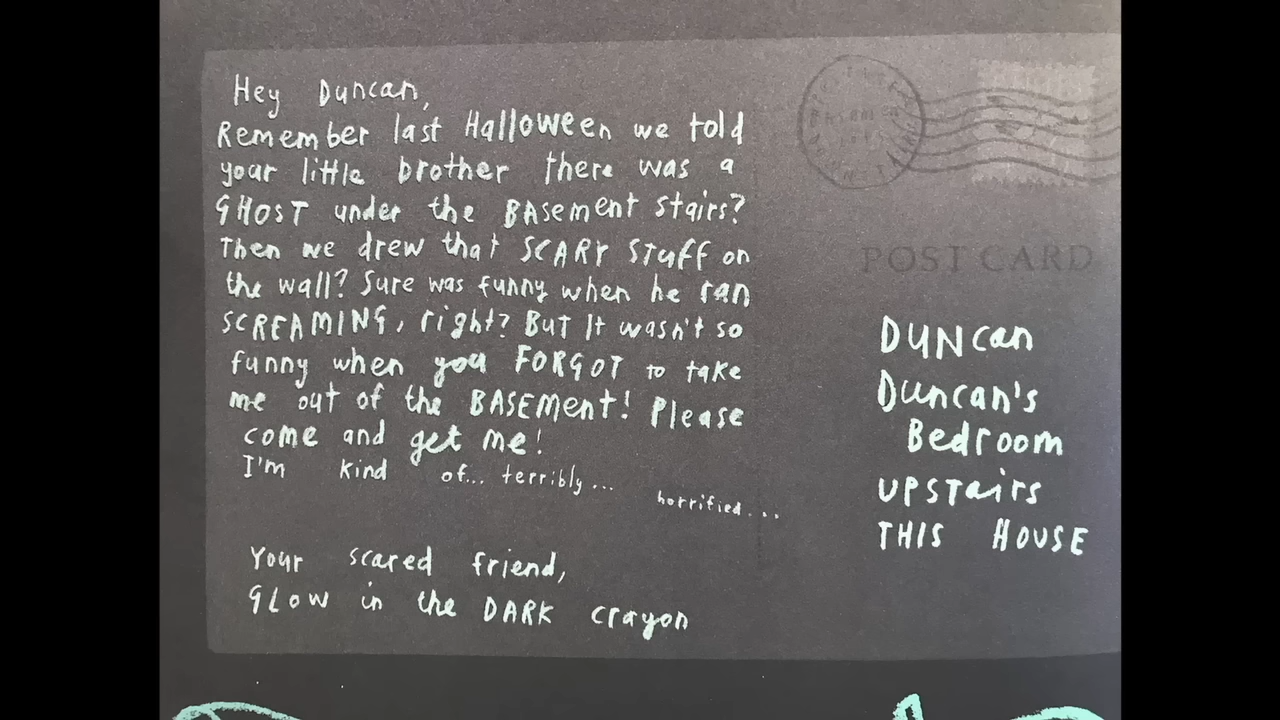 Hey Duncan,
Remember last Halloween we told
your little brother there was a
GHOST under the BAsement stairs?
Then we drew that SCARY STuFF on
the wall? Sure was funny when he ran
SCREAMING, right? But It wasn't so
funny when you FORGOT to take
me out of the BASEMENT! Please
come and get me!
I'm kind of... terribly...
horrified...
Your scared friend,
GLOW in the DARK crayon
POST CARD
DUNcan
Duncan's
Bedroom
UPSTairs
THIS HOUSE